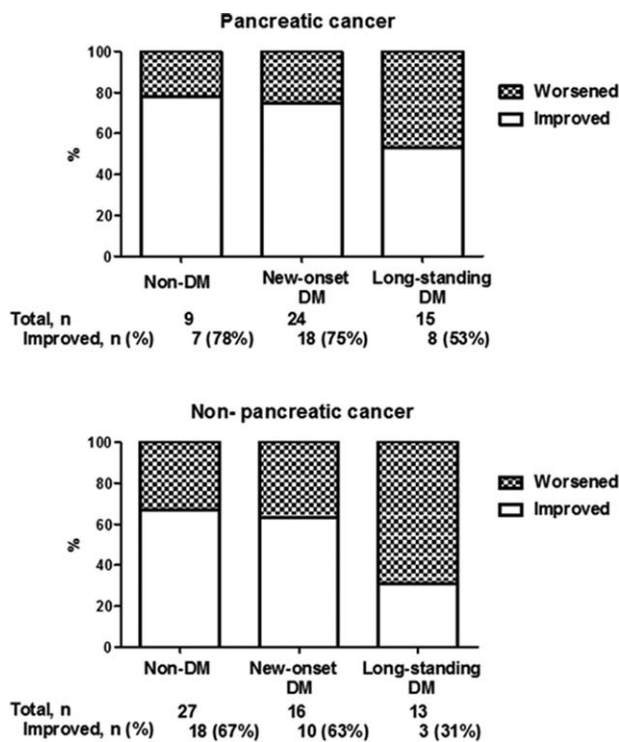 Pancreatic cancer
100
80
60
40
20
0
%
Worsened
Improved
Non-DM New-onset DM Long-standing DM
Total, n 9 24 15
Improved, n (%) 7 (78%) 18 (75%) 8 (53%)
Non- pancreatic cancer
100
80
60
40
20
0
%
Worsened
Improved
Non-DM New-onset DM Long-standing DM
Total, n 27 16 13
Improved, n (%) 18 (67%) 10 (63%) 3 (31%)